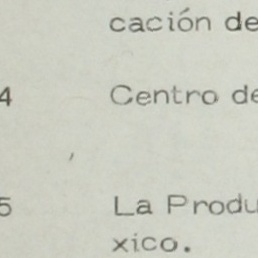 cación de
4 Centro de
5 La Produ
xico.